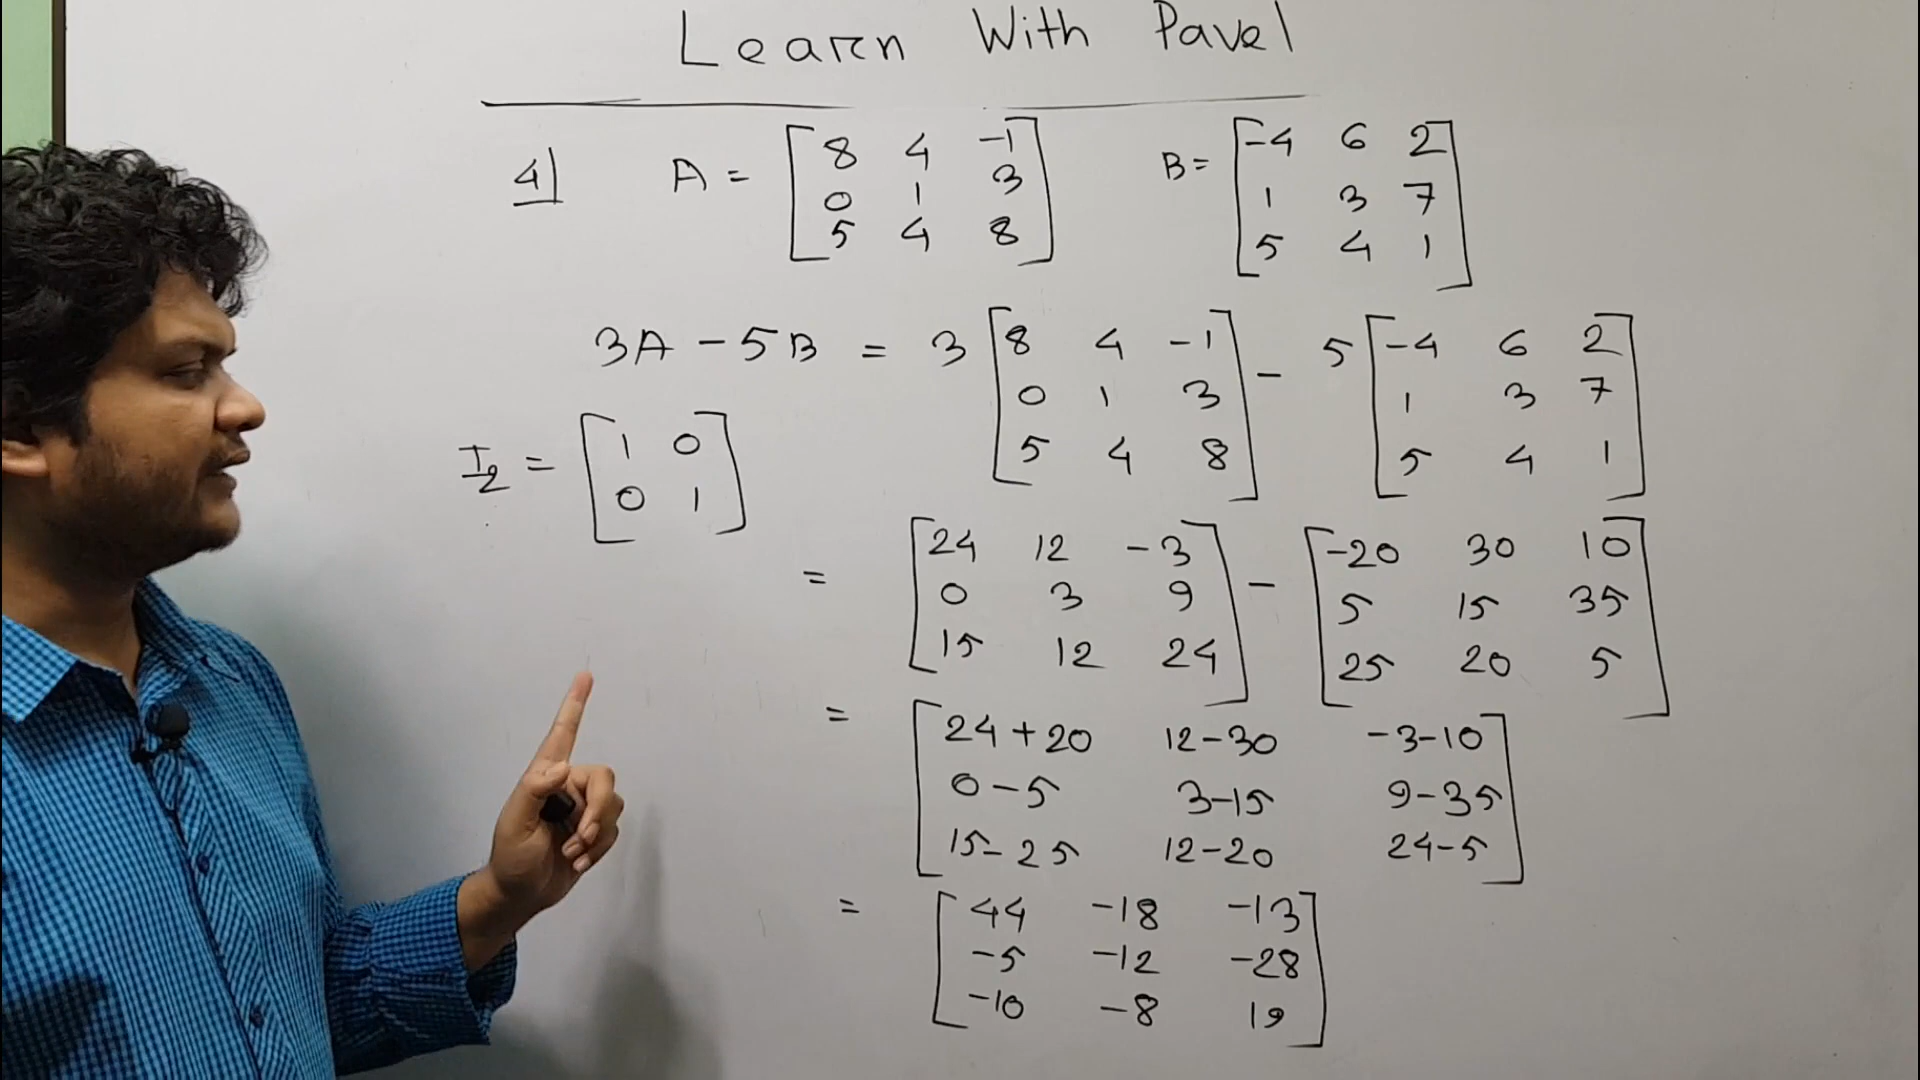 Learn With Pavel
4| A = [8 4 -1 B = [-4 6 2
0 1 3 1 3 7
5 4 8] 5 4 1]
3A - 5B = 3 [8 4 -1 - 5 [-4 6 2
0 1 3 1 3 7
5 4 8] 5 4 1]
I2 = [1 0
0 1]
= [24 12 -3 - [-20 30 10
0 3 9 5 15 35
15 12 24] 25 20 5]
= [24+20 12-30 -3-10
0-5 3-15 9-35
15-25 12-20 24-5]
= [44 -18 -13
-5 -12 -28
-10 -8 19]